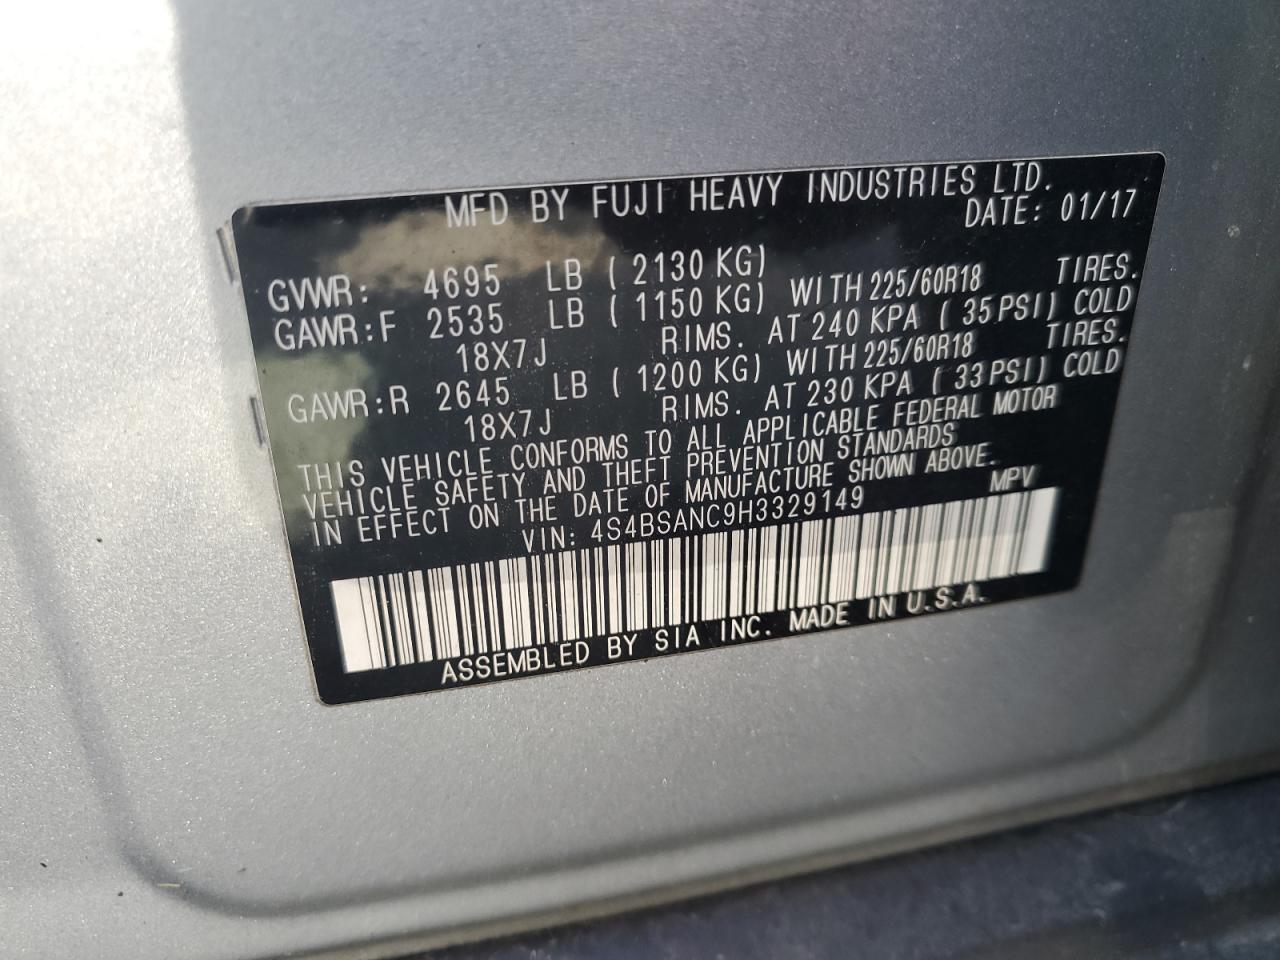 MFD BY FUJI HEAVY INDUSTRIES LTD.
DATE: 01/17
GVWR: 4695 LB ( 2130 KG)
GAWR:F 2535 LB ( 1150 KG) WITH 225/60R18 TIRES.
18X7J RIMS. AT 240 KPA ( 35 PSI) COLD
GAWR:R 2645 LB ( 1200 KG) WITH 225/60R18 TIRES.
18X7J RIMS. AT 230 KPA ( 33 PSI) COLD
THIS VEHICLE CONFORMS TO ALL APPLICABLE FEDERAL MOTOR
VEHICLE SAFETY AND THEFT PREVENTION STANDARDS
IN EFFECT ON THE DATE OF MANUFACTURE SHOWN ABOVE.
VIN: 4S4BSANC9H3329149 MPV
ASSEMBLED BY SIA INC. MADE IN U.S.A.